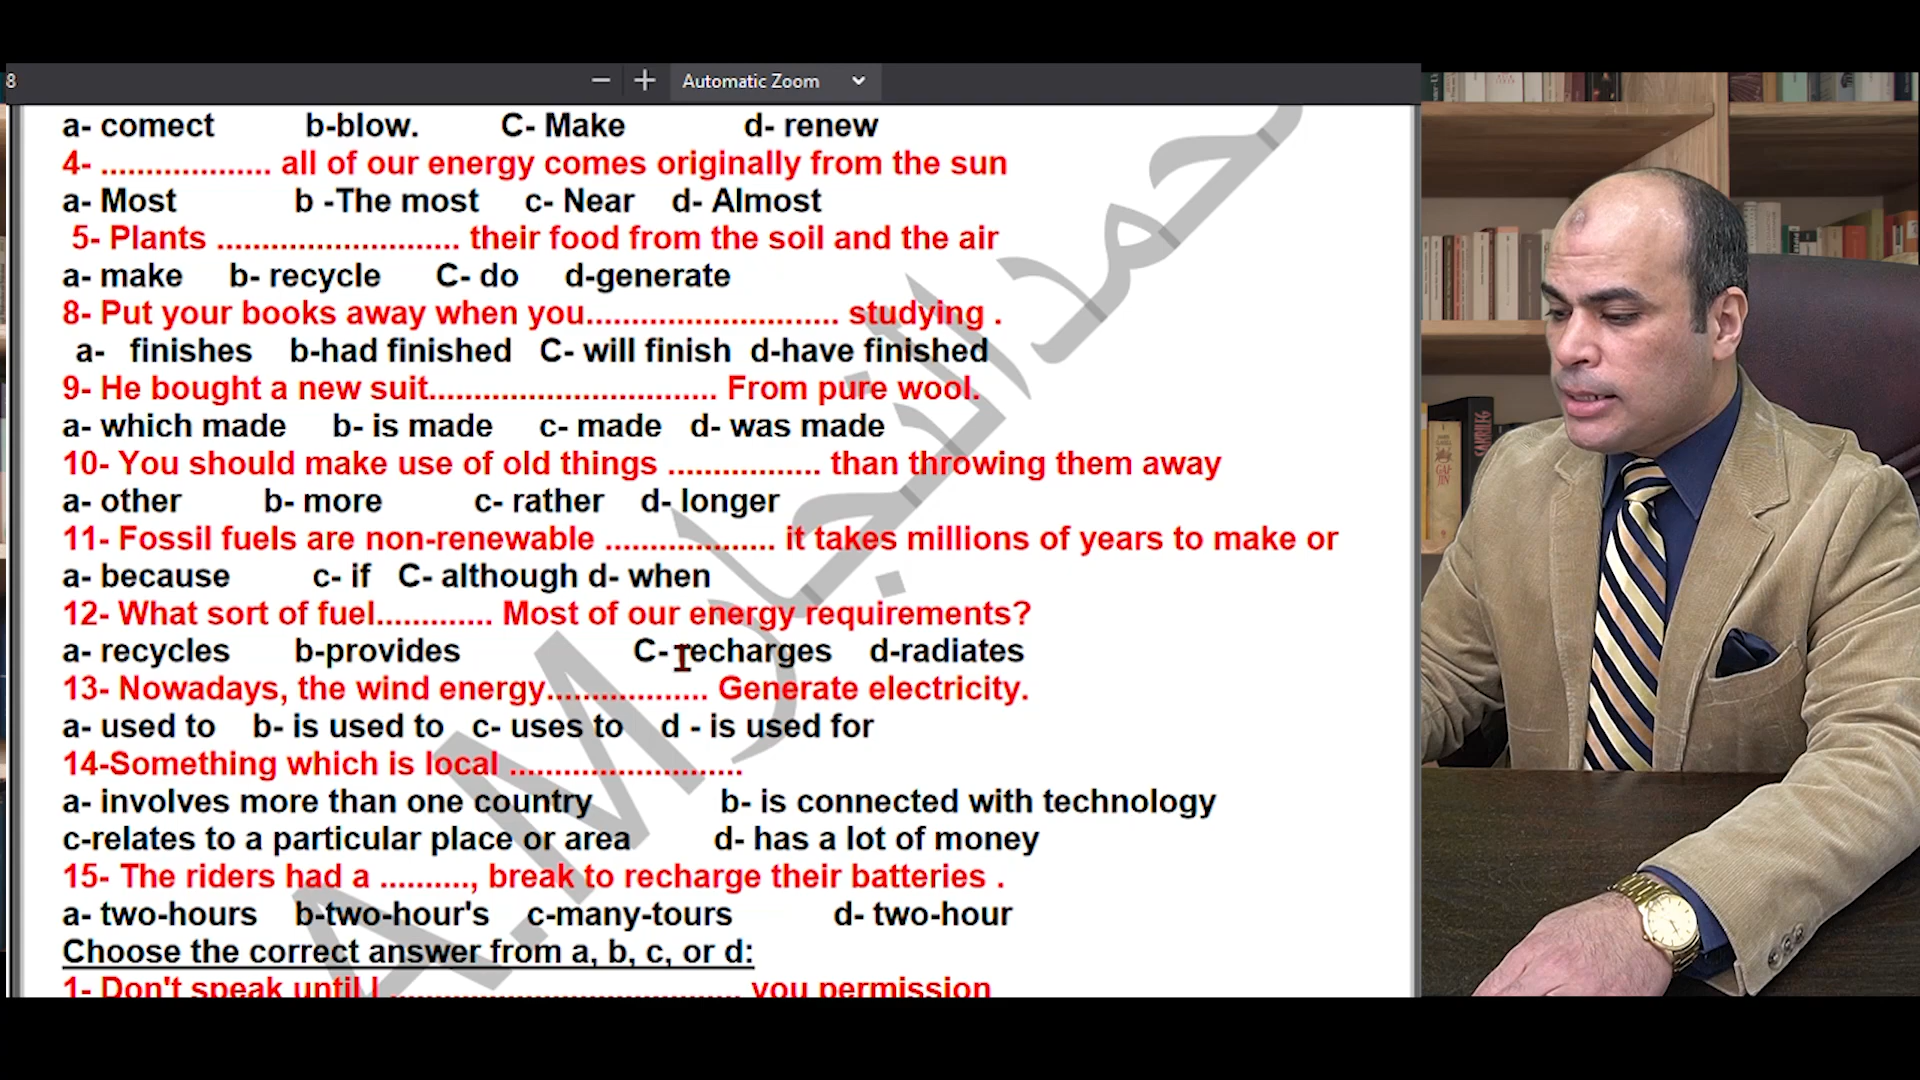 8
Automatic Zoom
a- comect b-blow. C- Make d- renew
4- ................... all of our energy comes originally from the sun
a- Most b -The most c- Near d- Almost
5- Plants ........................... their food from the soil and the air
a- make b- recycle C- do d-generate
8- Put your books away when you............................ studying .
a- finishes b-had finished C- will finish d-have finished
9- He bought a new suit................................ From pure wool.
a- which made b- is made c- made d- was made
10- You should make use of old things ................. than throwing them away
a- other b- more c- rather d- longer
11- Fossil fuels are non-renewable ................... it takes millions of years to make or
a- because c- if C- although d- when
12- What sort of fuel............. Most of our energy requirements?
a- recycles b-provides C- recharges d-radiates
13- Nowadays, the wind energy.................. Generate electricity.
a- used to b- is used to c- uses to d - is used for
14-Something which is local ..........................
a- involves more than one country b- is connected with technology
c-relates to a particular place or area d- has a lot of money
15- The riders had a .........., break to recharge their batteries .
a- two-hours b-two-hour's c-many-tours d- two-hour
Choose the correct answer from a, b, c, or d:
1- Don't speak until I ....................................... you permission